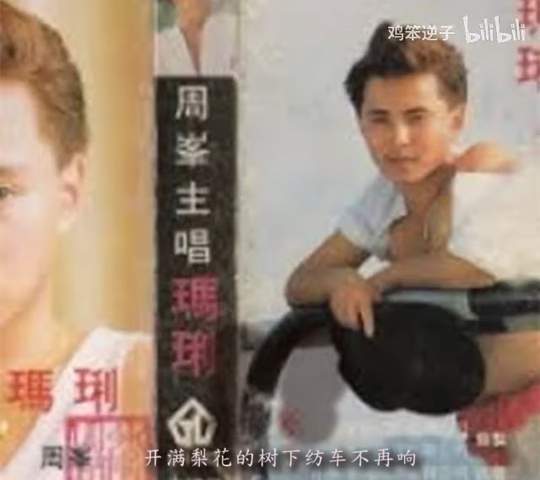 鸡笨逆子 bilibili
周峯主唱瑪琍
瑪琍
周峯
开满梨花的树下纺车不再响